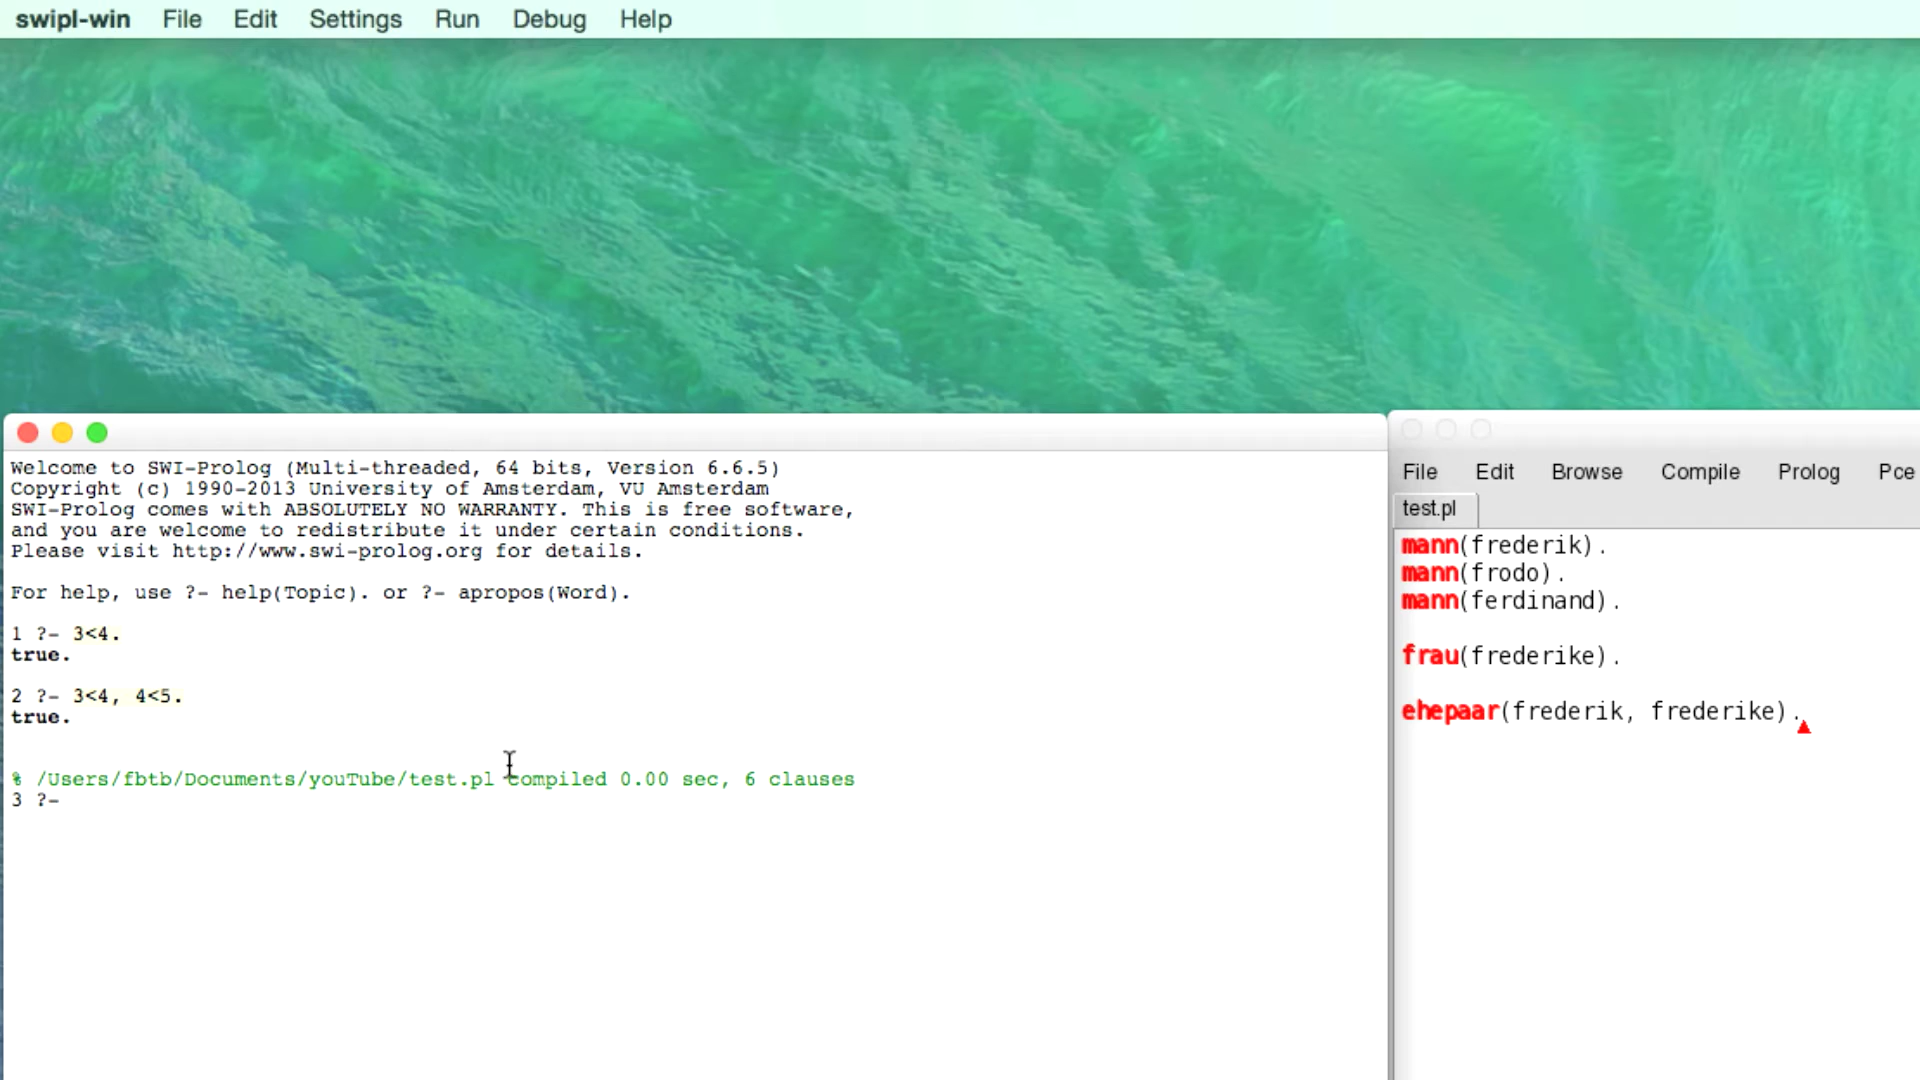 swipl-win File Edit Settings Run Debug Help
Welcome to SWI-Prolog (Multi-threaded, 64 bits, Version 6.6.5)
Copyright (c) 1990-2013 University of Amsterdam, VU Amsterdam
SWI-Prolog comes with ABSOLUTELY NO WARRANTY. This is free software,
and you are welcome to redistribute it under certain conditions.
Please visit http://www.swi-prolog.org for details.
For help, use ?- help(Topic). or ?- apropos(Word).
1 ?- 3<4.
true.
2 ?- 3<4, 4<5.
true.
% /Users/fbtb/Documents/youTube/test.pl compiled 0.00 sec, 6 clauses
3 ?-
File Edit Browse Compile Prolog Pce
test.pl
mann(frederik).
mann(frodo).
mann(ferdinand).
frau(frederike).
ehepaar(frederik, frederike).